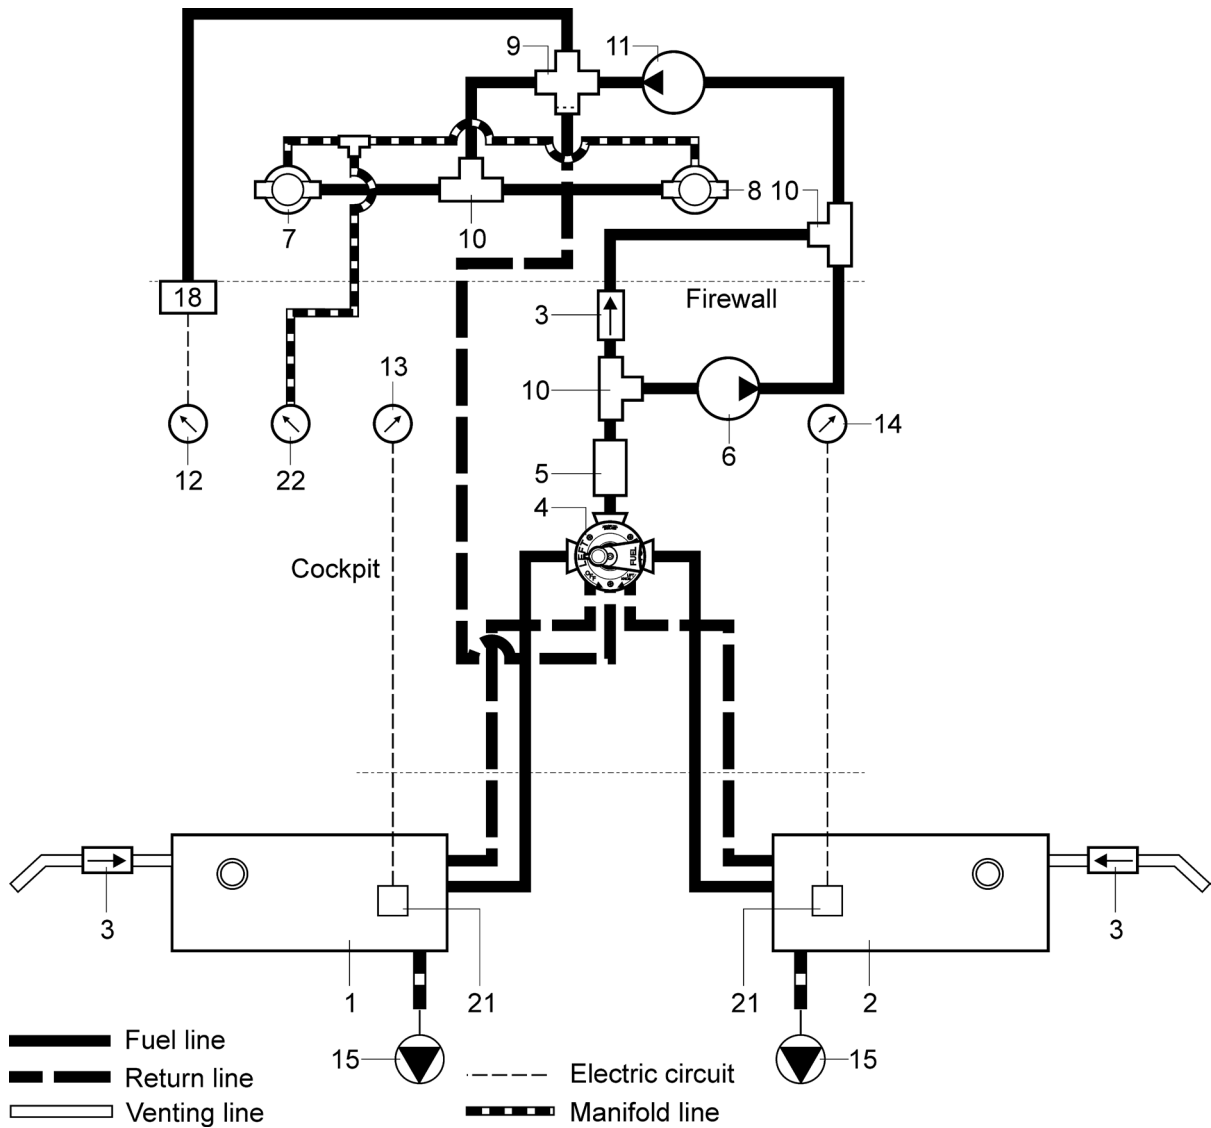 9 11
8 10
7 10
18
Firewall
3
13
10
14
6
12 22 5
4
Cockpit
LEFT FUEL
OFF
3 3
1 21 21 2
Fuel line
15 15
Return line Electric circuit
Venting line Manifold line